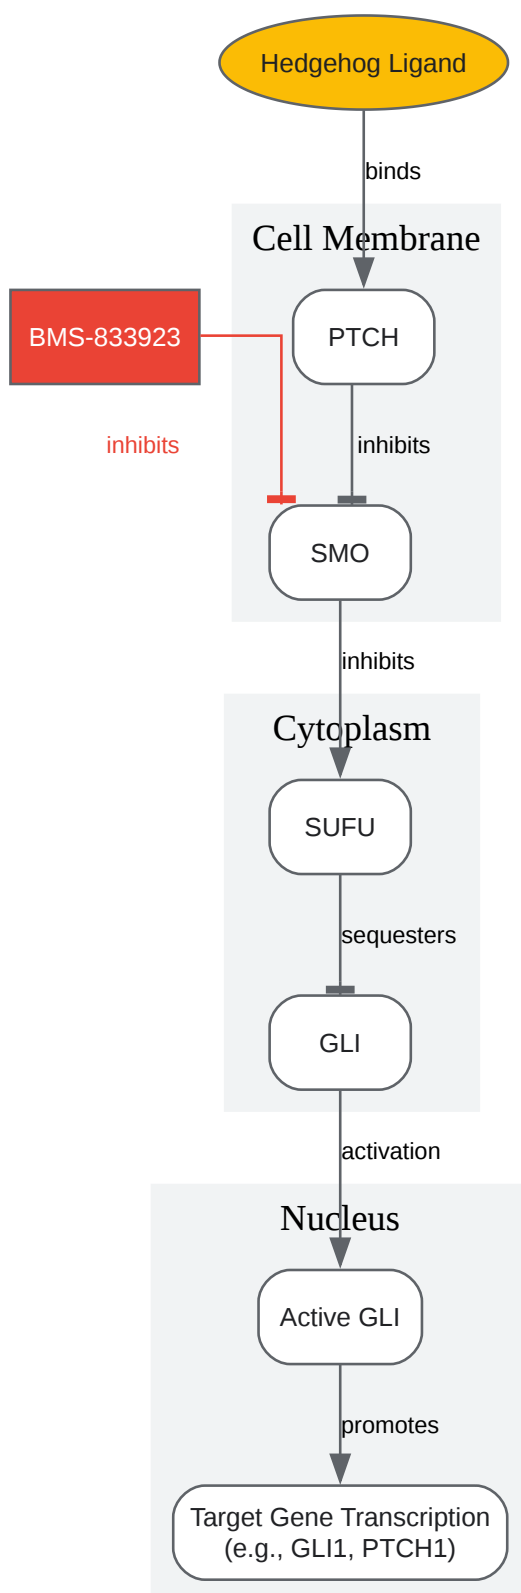 Hedgehog Ligand
binds
Cell Membrane
BMS-833923
PTCH
inhibits
inhibits
SMO
inhibits
Cytoplasm
SUFU
sequesters
GLI
activation
Nucleus
Active GLI
promotes
Target Gene Transcription
(e.g., GLI1, PTCH1)